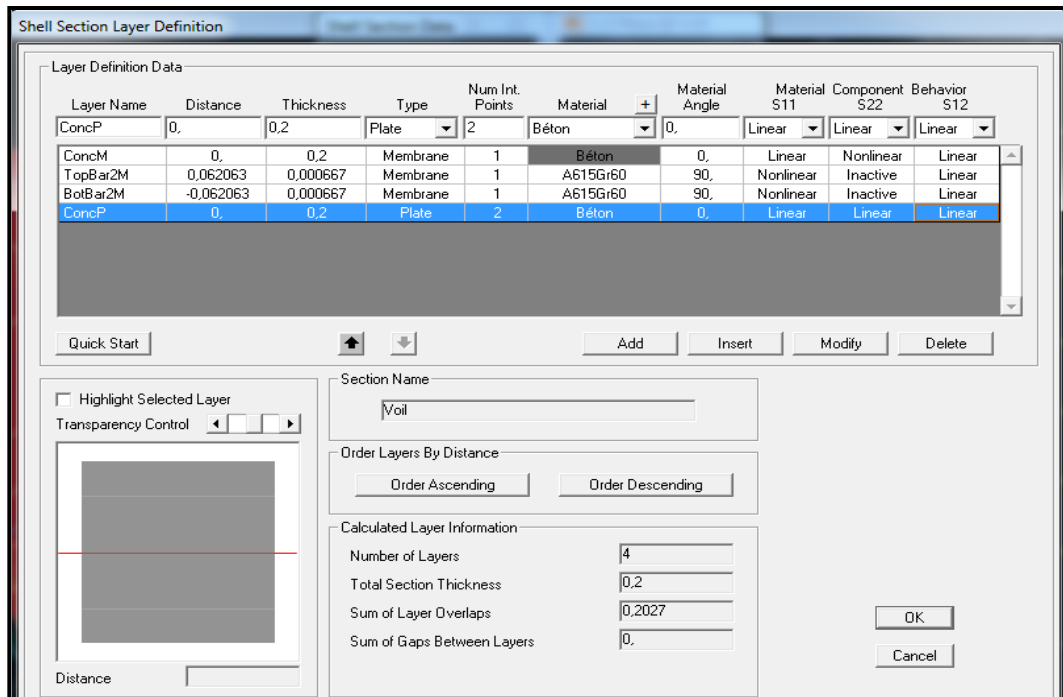 Shell Section Layer Definition
Layer Definition Data
Layer Name Distance Thickness Type Num Int. Points Material + Material Angle Material Component Behavior S11 S22 S12
ConcP 0, 0,2 Plate 2 Béton 0, Linear Linear Linear
ConcM 0, 0,2 Membrane 1 Béton 0, Linear Nonlinear Linear
TopBar2M 0,062063 0,000667 Membrane 1 A615Gr60 90, Nonlinear Inactive Linear
BotBar2M -0,062063 0,000667 Membrane 1 A615Gr60 90, Nonlinear Inactive Linear
ConcP 0, 0,2 Plate 2 Béton 0, Linear Linear Linear
Quick Start Add Insert Modify Delete
Highlight Selected Layer
Transparency Control
Distance
Section Name
Voil
Order Layers By Distance
Order Ascending Order Descending
Calculated Layer Information
Number of Layers 4
Total Section Thickness 0,2
Sum of Layer Overlaps 0,2027
Sum of Gaps Between Layers 0,
OK
Cancel